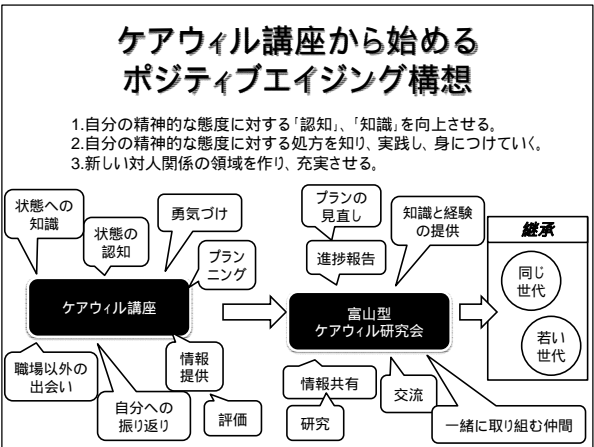 ケアウィル講座から始める
ポジティブエイジング構想
1.自分の精神的な態度に対する「認知」、「知識」を向上させる。
2.自分の精神的な態度に対する処方を知り、実践し、身につけていく。
3.新しい対人関係の領域を作り、充実させる。
状態への
知識
状態の
認知
勇気づけ
プラン
ニング
ケアウィル講座
職場以外の
出会い
自分への
振り返り
情報
提供
評価
プランの
見直し
進捗報告
知識と経験
の提供
富山型
ケアウィル研究会
情報共有
研究
交流
一緒に取り組む仲間
継承
同じ
世代
若い
世代